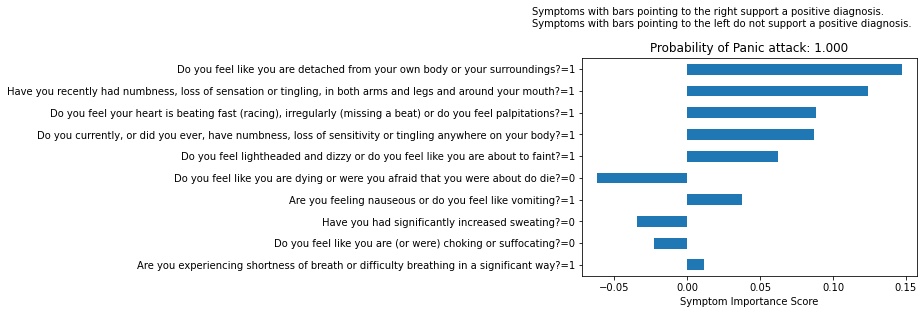 Symptoms with bars pointing to the right support a positive diagnosis.
Symptoms with bars pointing to the left do not support a positive diagnosis.
Probability of Panic attack: 1.000
Do you feel like you are detached from your own body or your surroundings?=1
Have you recently had numbness, loss of sensation or tingling, in both arms and legs and around your mouth?=1
Do you feel your heart is beating fast (racing), irregularly (missing a beat) or do you feel palpitations?=1
Do you currently, or did you ever, have numbness, loss of sensitivity or tingling anywhere on your body?=1
Do you feel lightheaded and dizzy or do you feel like you are about to faint?=1
Do you feel like you are dying or were you afraid that you were about do die?=0
Are you feeling nauseous or do you feel like vomiting?=1
Have you had significantly increased sweating?=0
Do you feel like you are (or were) choking or suffocating?=0
Are you experiencing shortness of breath or difficulty breathing in a significant way?=1
−0.05 0.00 0.05 0.10 0.15
Symptom Importance Score